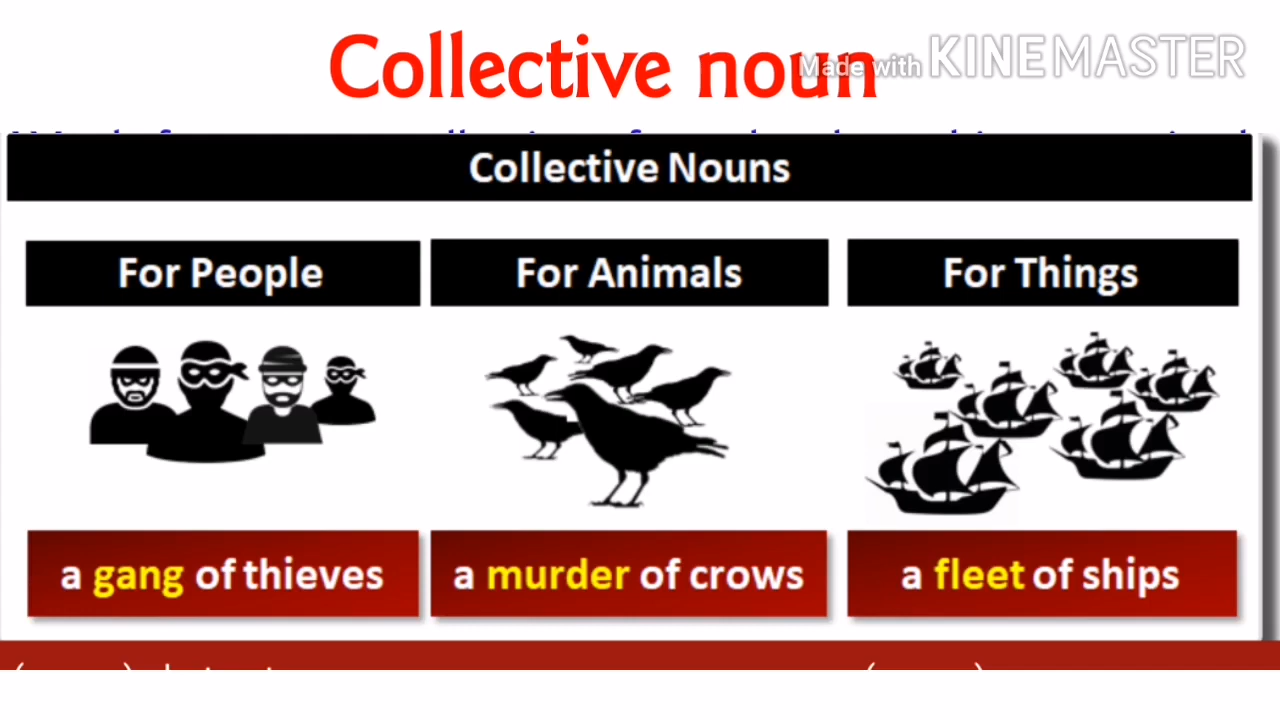 Collective noun
Made with KINEMASTER
Collective Nouns
For People
For Animals
For Things
a gang of thieves
a murder of crows
a fleet of ships